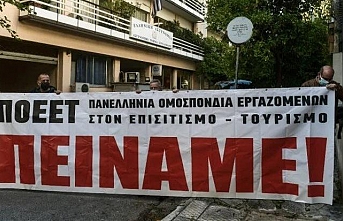 ΠΟΕΕΤ ΠΑΝΕΛΛΗΝΙΑ ΟΜΟΣΠΟΝΔΙΑ ΕΡΓΑΖΟΜΕΝΩΝ
ΣΤΟΝ ΕΠΙΣΙΤΙΣΜΟ - ΤΟΥΡΙΣΜΟ
ΠΕΙΝΑΜΕ!